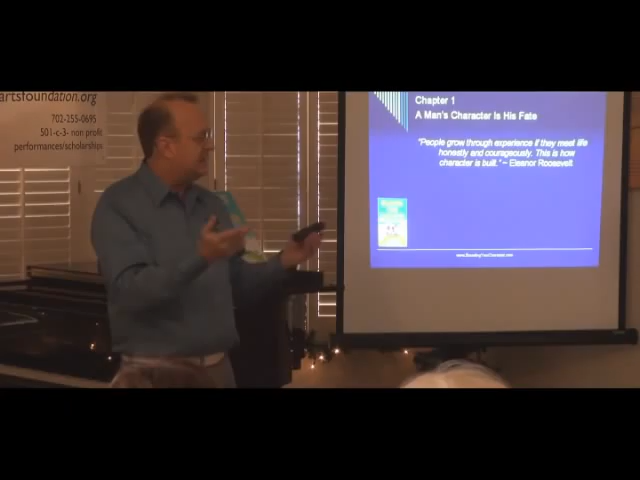 artsfoundation.org
702-255-0695
501-c-3- non profit
performances/scholarships
Chapter 1
A Man's Character Is His Fate
"People grow through experience if they meet life
honestly and courageously. This is how
character is built." ~ Eleanor Roosevelt